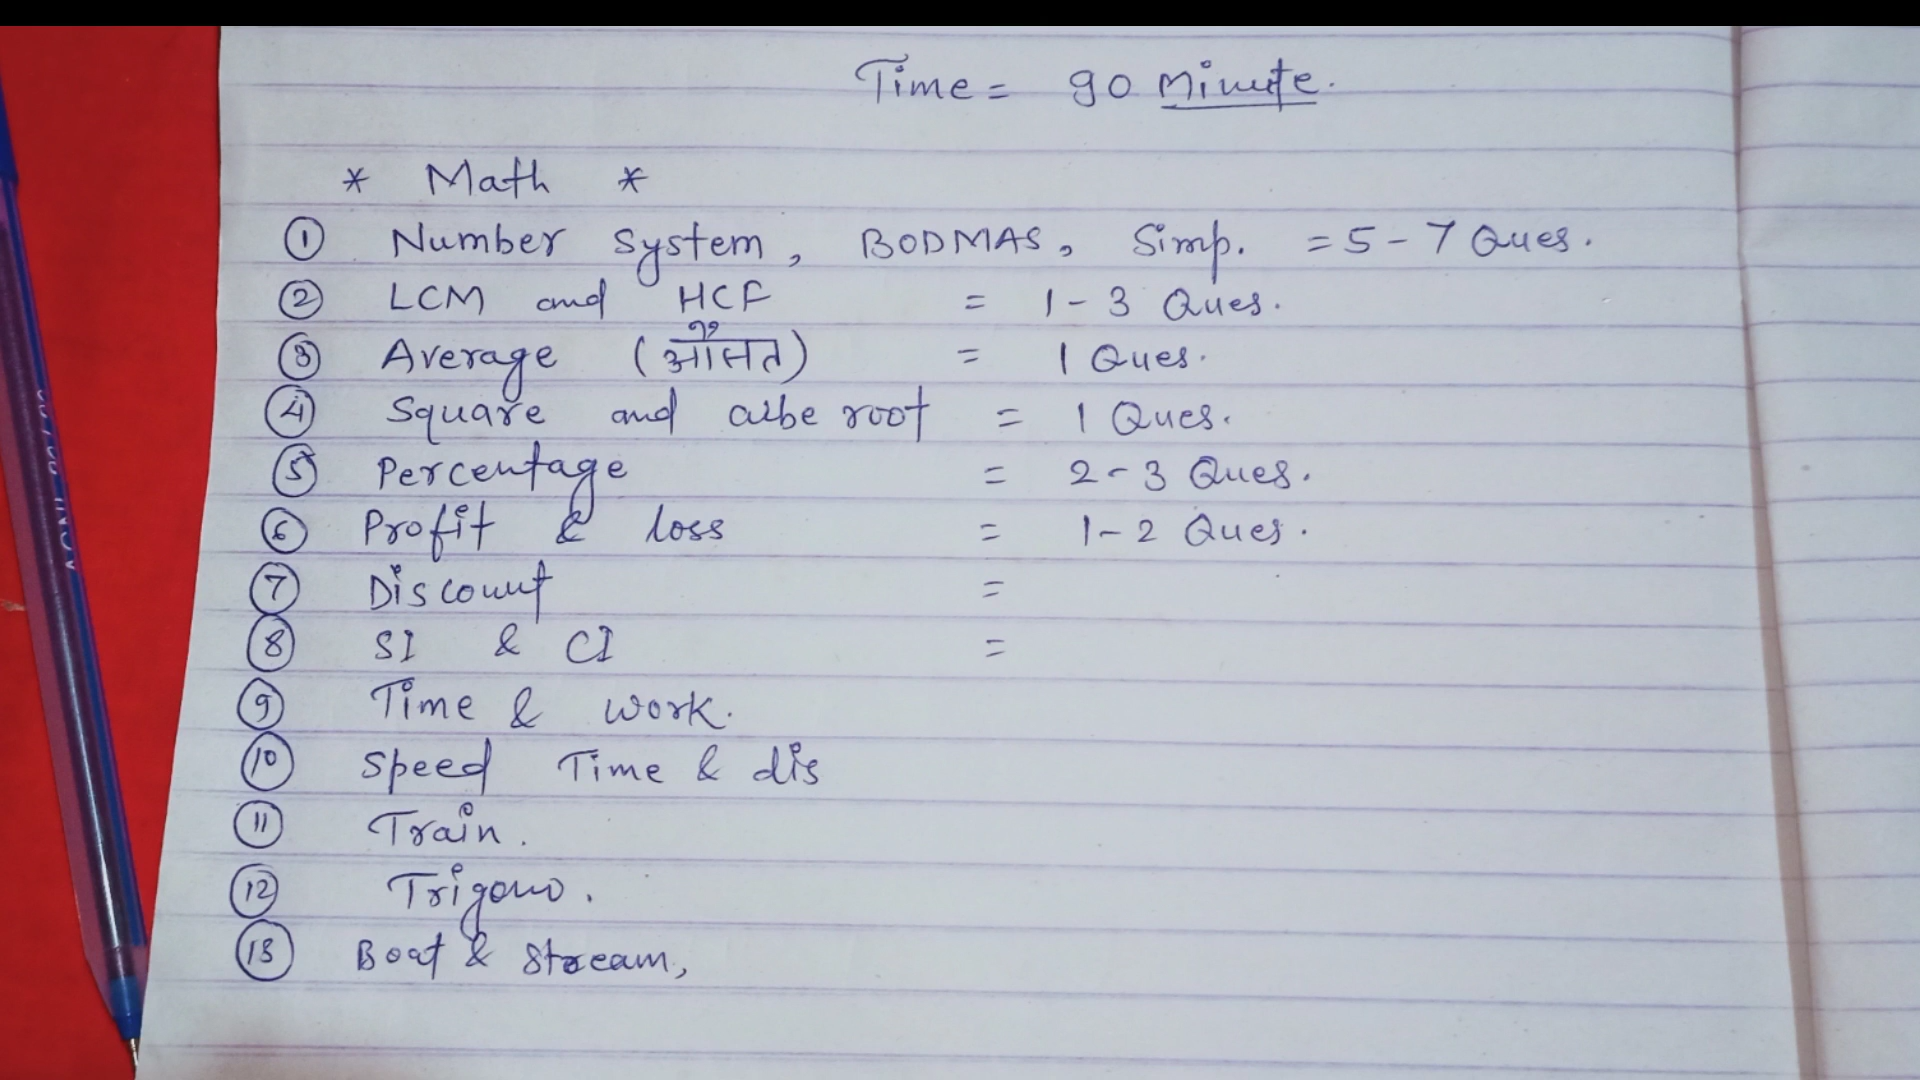 Time = 90 Minute.
* Math *
① Number System, BODMAS, Simp. = 5 - 7 Ques.
② LCM and HCF = 1 - 3 Ques.
③ Average (औसत) = 1 Ques.
④ Square and cube root = 1 Ques.
⑤ Percentage = 2 - 3 Ques.
⑥ Profit & loss = 1 - 2 Ques.
⑦ Discount =
⑧ SI & CI =
⑨ Time & work.
⑩ Speed Time & dis
⑪ Train.
⑫ Trigono.
⑬ Boat & Stream,